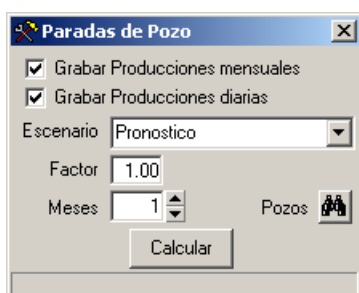 Paradas de Pozo
Grabar Producciones mensuales
Grabar Producciones diarias
Escenario Pronostico
Factor 1.00
Meses 1 Pozos
Calcular